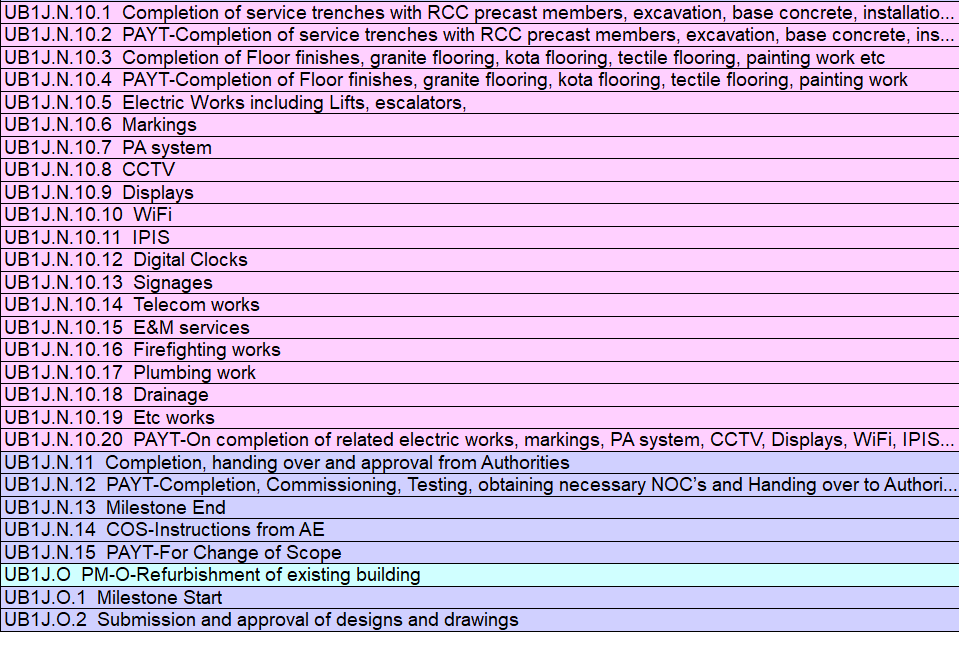 UB1J.N.10.1 Completion of service trenches with RCC precast members, excavation, base concrete, installatio...
UB1J.N.10.2 PAYT-Completion of service trenches with RCC precast members, excavation, base concrete, ins...
UB1J.N.10.3 Completion of Floor finishes, granite flooring, kota flooring, tectile flooring, painting work etc
UB1J.N.10.4 PAYT-Completion of Floor finishes, granite flooring, kota flooring, tectile flooring, painting work
UB1J.N.10.5 Electric Works including Lifts, escalators,
UB1J.N.10.6 Markings
UB1J.N.10.7 PA system
UB1J.N.10.8 CCTV
UB1J.N.10.9 Displays
UB1J.N.10.10 WiFi
UB1J.N.10.11 IPIS
UB1J.N.10.12 Digital Clocks
UB1J.N.10.13 Signages
UB1J.N.10.14 Telecom works
UB1J.N.10.15 E&M services
UB1J.N.10.16 Firefighting works
UB1J.N.10.17 Plumbing work
UB1J.N.10.18 Drainage
UB1J.N.10.19 Etc works
UB1J.N.10.20 PAYT-On completion of related electric works, markings, PA system, CCTV, Displays, WiFi, IPIS...
UB1J.N.11 Completion, handing over and approval from Authorities
UB1J.N.12 PAYT-Completion, Commissioning, Testing, obtaining necessary NOC’s and Handing over to Authori...
UB1J.N.13 Milestone End
UB1J.N.14 COS-Instructions from AE
UB1J.N.15 PAYT-For Change of Scope
UB1J.O PM-O-Refurbishment of existing building
UB1J.O.1 Milestone Start
UB1J.O.2 Submission and approval of designs and drawings